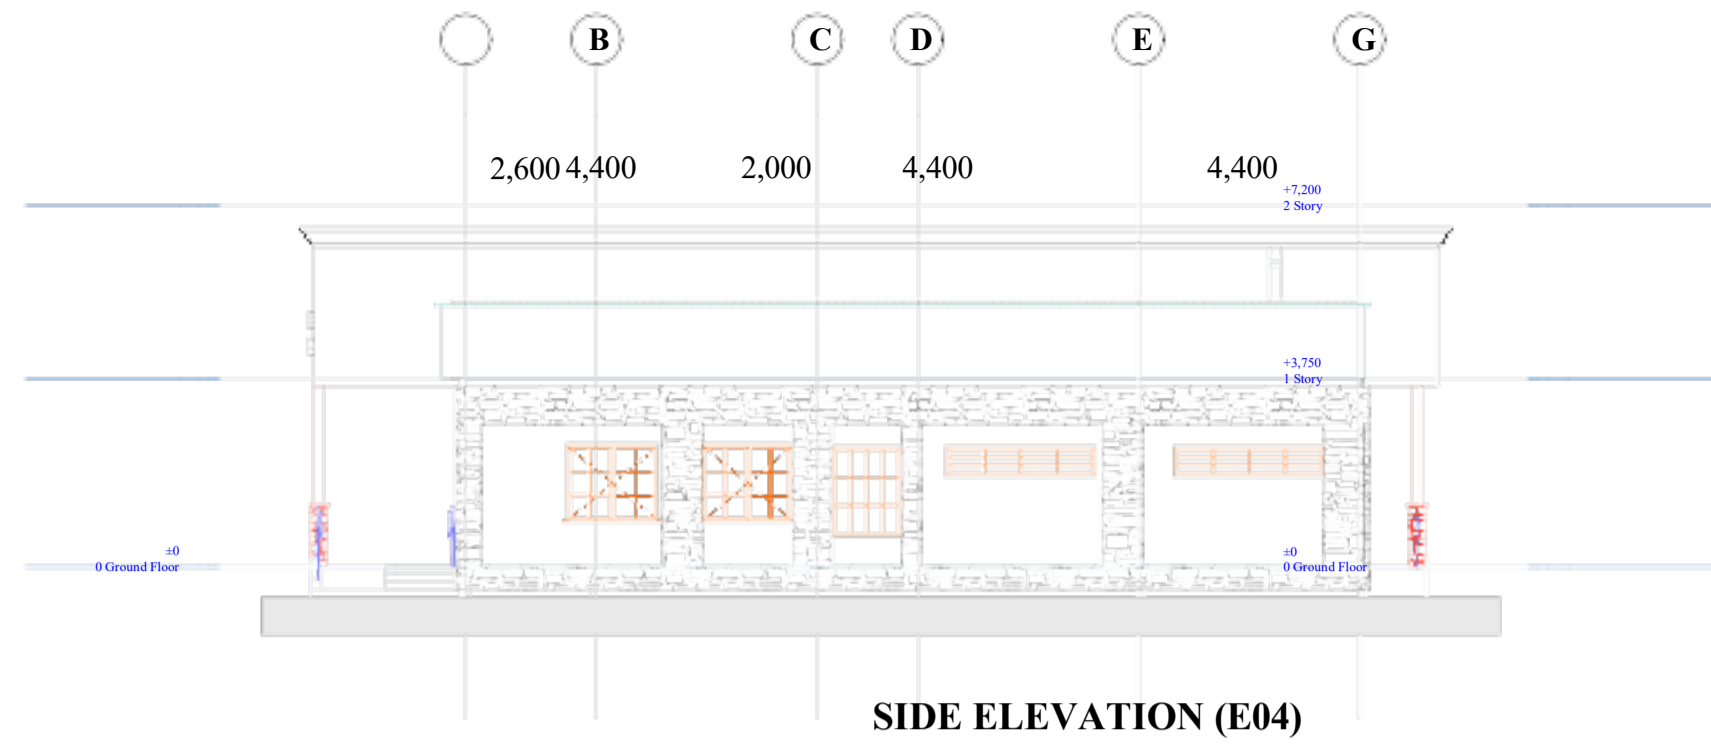 B C D E G
2,600 4,400 2,000 4,400 4,400
+7,200
2 Story
+3,750
1 Story
±0
0 Ground Floor
±0
0 Ground Floor
SIDE ELEVATION (E04)